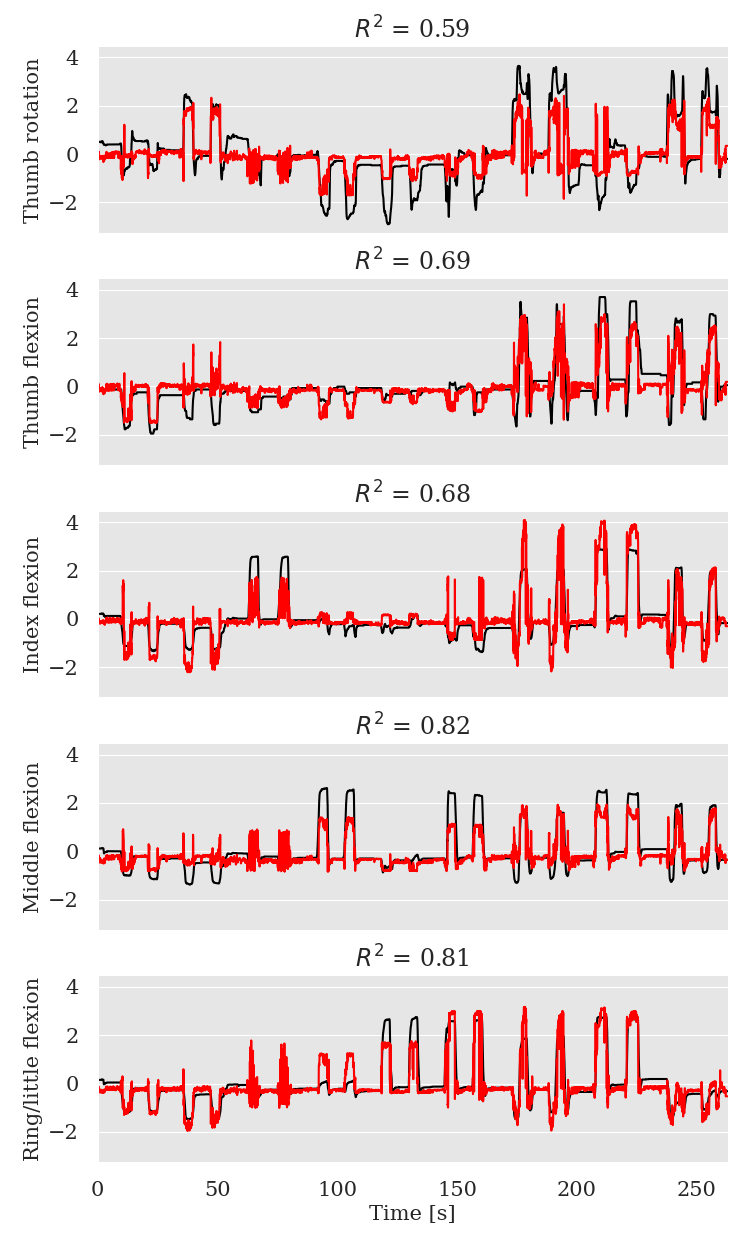 R² = 0.59
Thumb rotation
4
2
0
−2
R² = 0.69
Thumb flexion
4
2
0
−2
R² = 0.68
Index flexion
4
2
0
−2
R² = 0.82
Middle flexion
4
2
0
−2
R² = 0.81
Ring/little flexion
4
2
0
−2
0 50 100 150 200 250
Time [s]